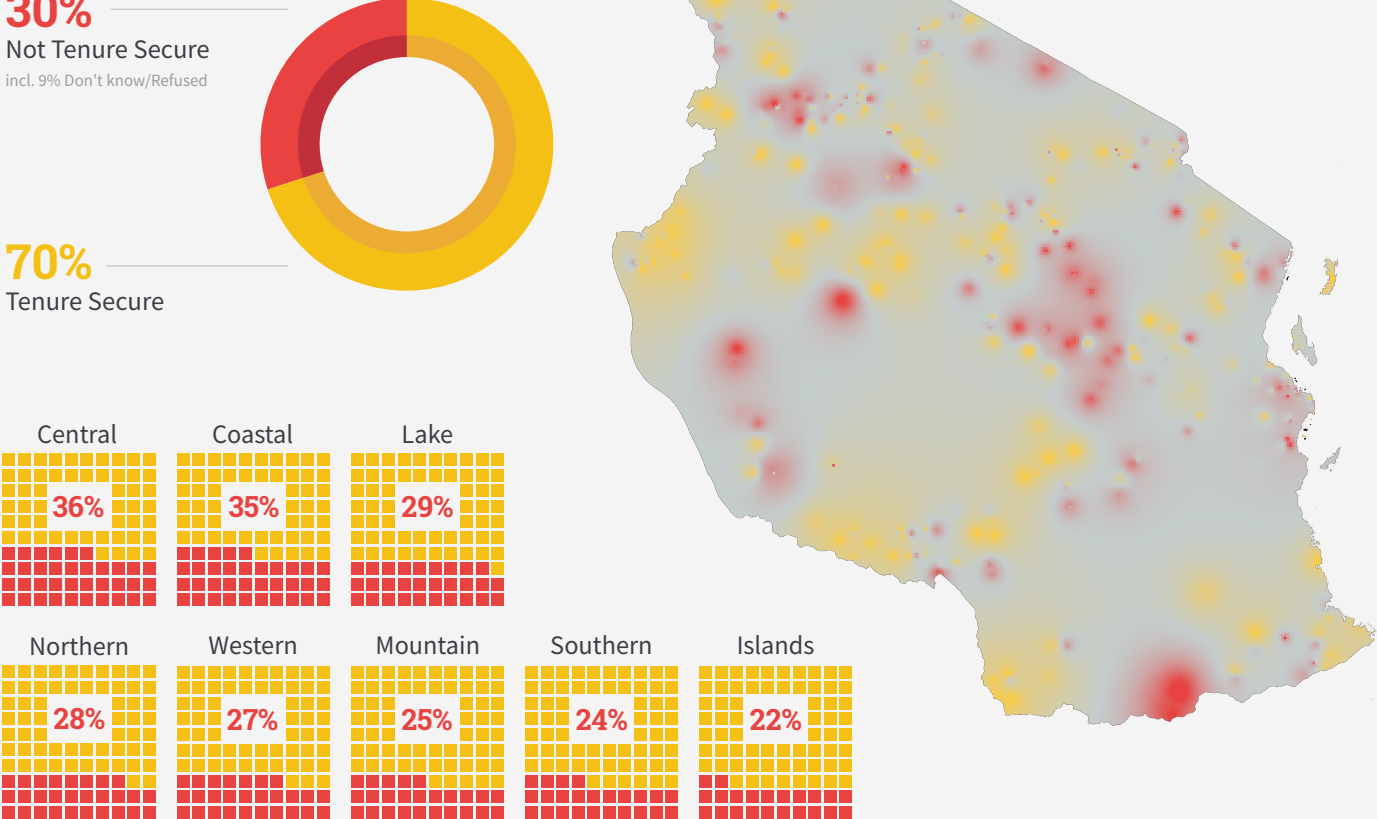 30%
Not Tenure Secure
incl. 9% Don't know/Refused
70%
Tenure Secure
Central Coastal Lake
36% 35% 29%
Northern Western Mountain Southern Islands
28% 27% 25% 24% 22%